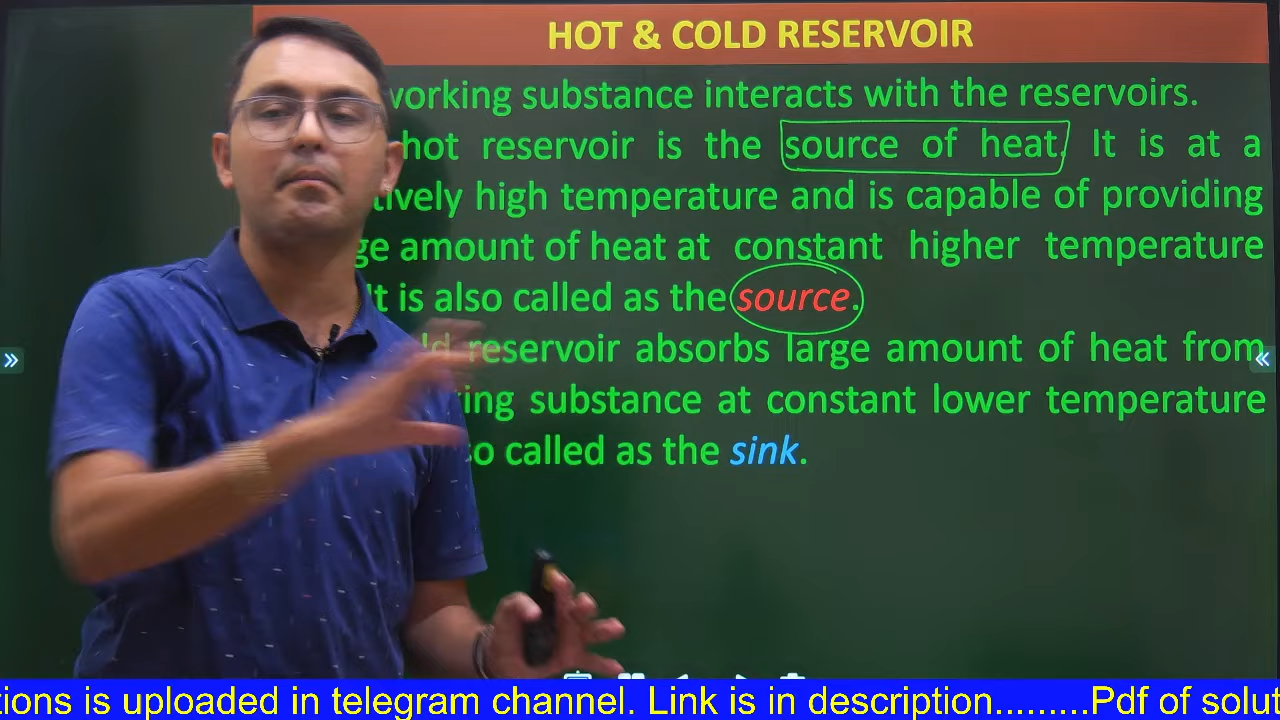 HOT & COLD RESERVOIR
working substance interacts with the reservoirs.
hot reservoir is the source of heat. It is at a
tively high temperature and is capable of providing
ge amount of heat at constant higher temperature
It is also called as the source.
ld reservoir absorbs large amount of heat from
ing substance at constant lower temperature
so called as the sink.
tions is uploaded in telegram channel. Link is in description.........Pdf of solut